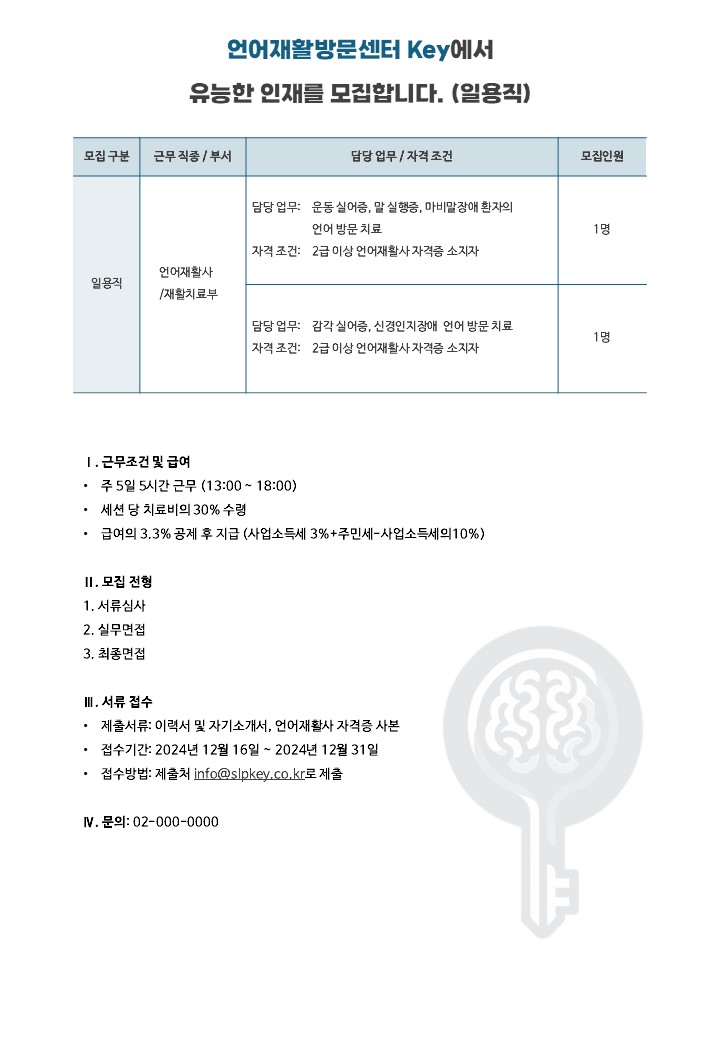 언어재활방문센터 Key에서
유능한 인재를 모집합니다. (일용직)
모집 구분 근무 직종 / 부서 담당 업무 / 자격 조건 모집인원
일용직
언어재활사
/재활치료부
담당 업무: 운동 실어증, 말 실행증, 마비말장애 환자의
언어 방문 치료
자격 조건: 2급 이상 언어재활사 자격증 소지자
1명
담당 업무: 감각 실어증, 신경인지장애 언어 방문 치료
자격 조건: 2급 이상 언어재활사 자격증 소지자
1명
Ⅰ. 근무조건 및 급여
• 주 5일 5시간 근무 (13:00 ~ 18:00)
• 세션 당 치료비의 30% 수령
• 급여의 3.3% 공제 후 지급 (사업소득세 3%+주민세-사업소득세의10%)
Ⅱ. 모집 전형
1. 서류심사
2. 실무면접
3. 최종면접
Ⅲ. 서류 접수
• 제출서류: 이력서 및 자기소개서, 언어재활사 자격증 사본
• 접수기간: 2024년 12월 16일 ~ 2024년 12월 31일
• 접수방법: 제출처 info@slpkey.co.kr로 제출
Ⅳ. 문의: 02-000-0000